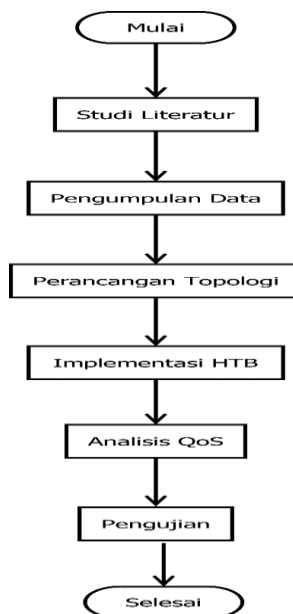 Mulai
Studi Literatur
Pengumpulan Data
Perancangan Topologi
Implementasi HTB
Analisis QoS
Pengujian
Selesai